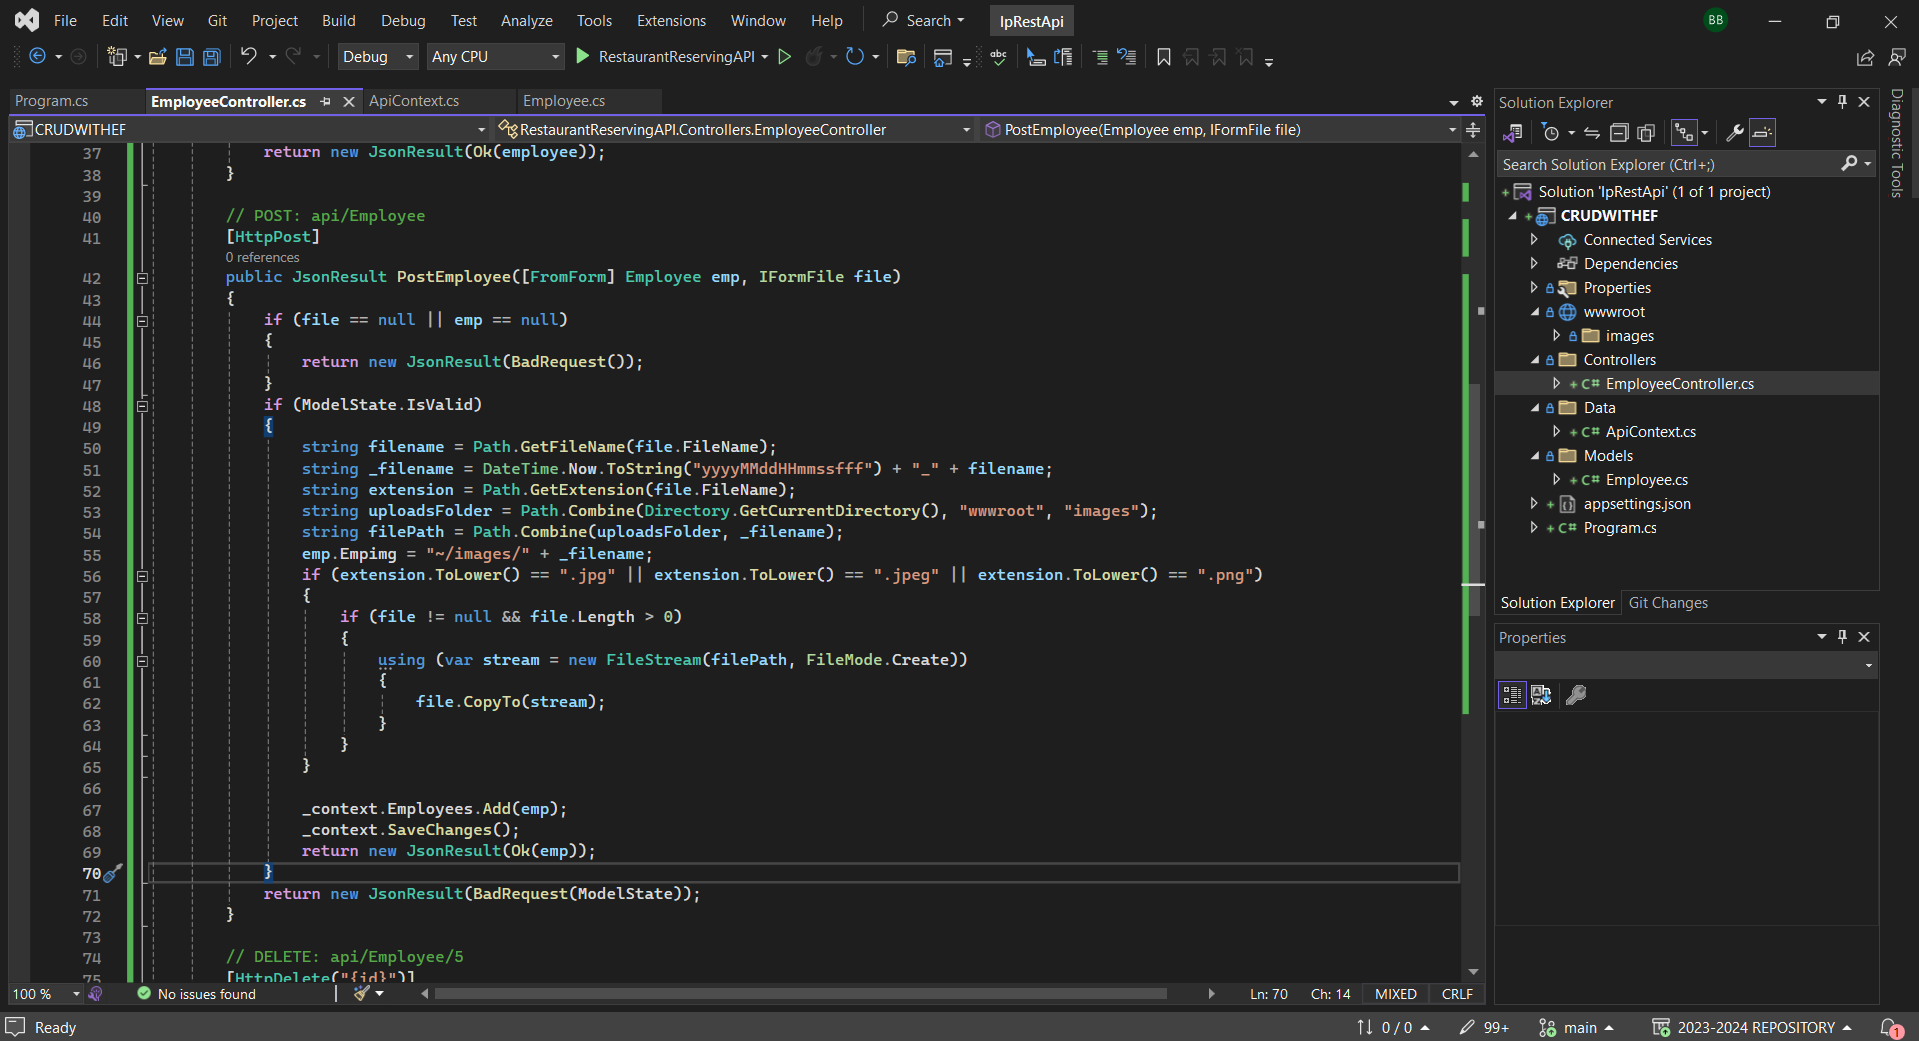 File Edit View Git Project Build Debug Test Analyze Tools Extensions Window Help Search IpRestApi BB
Debug Any CPU RestaurantReservingAPI
Program.cs EmployeeController.cs ApiContext.cs Employee.cs
CRUDWITHEF RestaurantReservingAPI.Controllers.EmployeeController PostEmployee(Employee emp, IFormFile file)
37 return new JsonResult(Ok(employee));
38 }
39
40 // POST: api/Employee
41 [HttpPost]
0 references
42 public JsonResult PostEmployee([FromForm] Employee emp, IFormFile file)
43 {
44 if (file == null || emp == null)
45 {
46 return new JsonResult(BadRequest());
47 }
48 if (ModelState.IsValid)
49 {
50 string filename = Path.GetFileName(file.FileName);
51 string _filename = DateTime.Now.ToString("yyyyMMddHHmmssfff") + "_" + filename;
52 string extension = Path.GetExtension(file.FileName);
53 string uploadsFolder = Path.Combine(Directory.GetCurrentDirectory(), "wwwroot", "images");
54 string filePath = Path.Combine(uploadsFolder, _filename);
55 emp.Empimg = "~/images/" + _filename;
56 if (extension.ToLower() == ".jpg" || extension.ToLower() == ".jpeg" || extension.ToLower() == ".png")
57 {
58 if (file != null && file.Length > 0)
59 {
60 using (var stream = new FileStream(filePath, FileMode.Create))
61 {
62 file.CopyTo(stream);
63 }
64 }
65 }
66
67 _context.Employees.Add(emp);
68 _context.SaveChanges();
69 return new JsonResult(Ok(emp));
70 }
71 return new JsonResult(BadRequest(ModelState));
72 }
73
74 // DELETE: api/Employee/5
75 [HttpDelete("{id}")]
100 % No issues found Ln: 70 Ch: 14 MIXED CRLF
Solution Explorer
Search Solution Explorer (Ctrl+;)
Solution 'IpRestApi' (1 of 1 project)
CRUDWITHEF
Connected Services
Dependencies
Properties
wwwroot
images
Controllers
C# EmployeeController.cs
Data
C# ApiContext.cs
Models
C# Employee.cs
appsettings.json
C# Program.cs
Solution Explorer Git Changes
Properties
Diagnostic Tools
Ready 0 / 0 99+ main 2023-2024 REPOSITORY 1